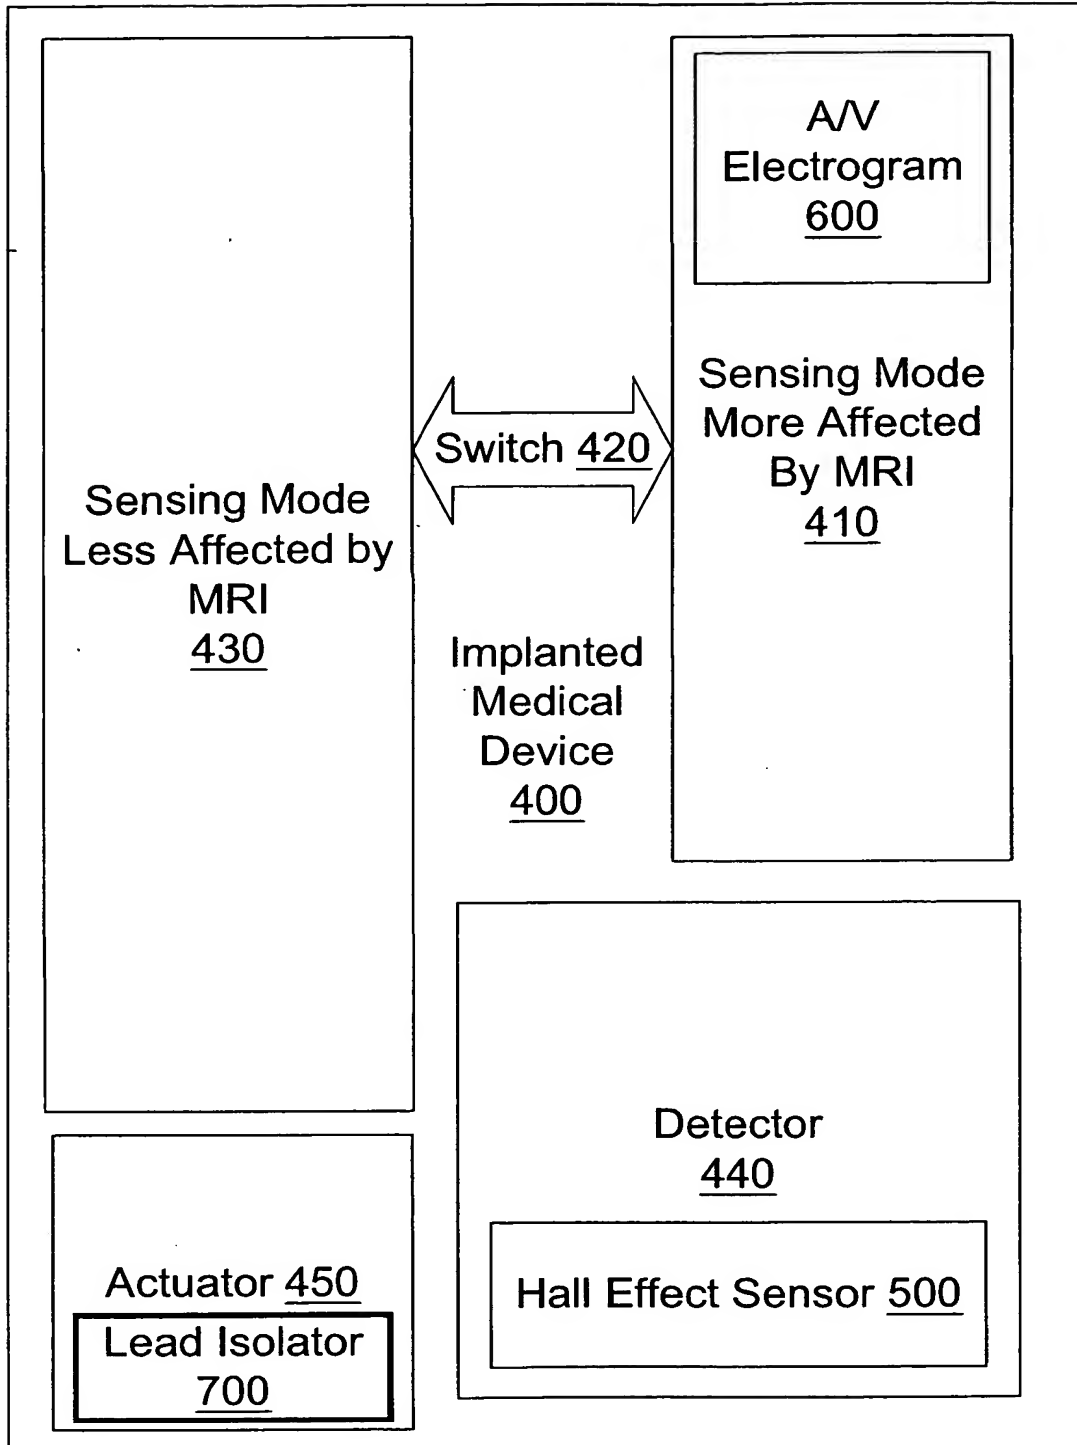 A/V
Electrogram
600
Sensing Mode
More Affected
By MRI
410
Switch 420
Sensing Mode
Less Affected by
MRI
430
Implanted
Medical
Device
400
Detector
440
Hall Effect Sensor 500
Actuator 450
Lead Isolator
700